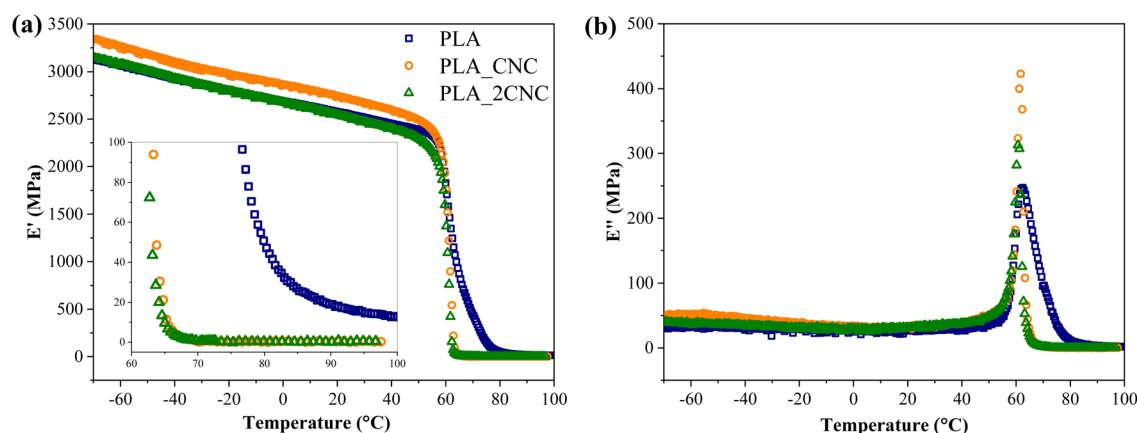 (a)
3500
3000
2500
2000
1500
1000
500
0
E' (MPa)
PLA
PLA_CNC
PLA_2CNC
100
80
60
40
20
0
60 70 80 90 100
-60 -40 -20 0 20 40 60 80 100
Temperature (°C)
(b)
500
400
300
200
100
0
E" (MPa)
-60 -40 -20 0 20 40 60 80 100
Temperature (°C)